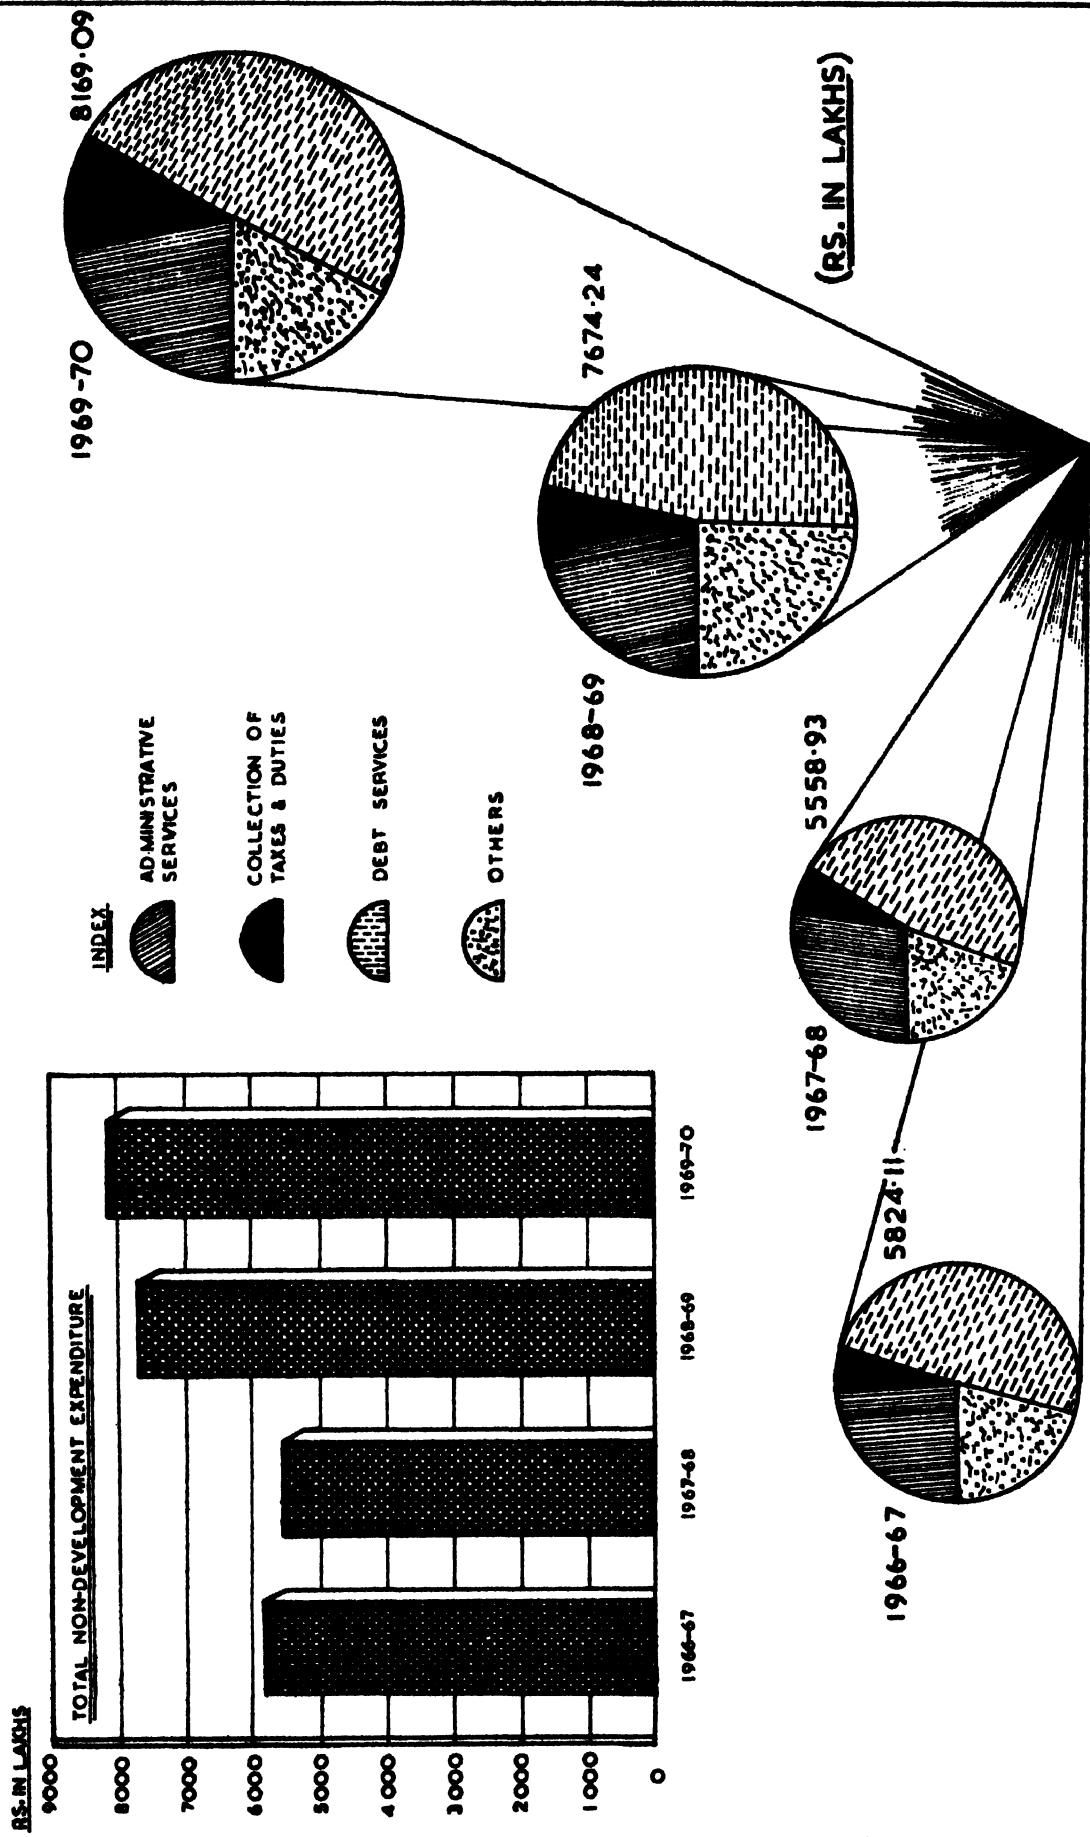 RS. IN LAKHS
TOTAL NON-DEVELOPMENT EXPENDITURE
9000
8000
7000
6000
5000
4000
3000
2000
1000
0
1966-67
1967-68
1968-69
1969-70
INDEX
ADMINISTRATIVE
SERVICES
COLLECTION OF
TAXES & DUTIES
DEBT SERVICES
OTHERS
1966-67
5824·11
1967-68
5558·93
1968-69
7674·24
1969-70
8169·09
(RS. IN LAKHS)